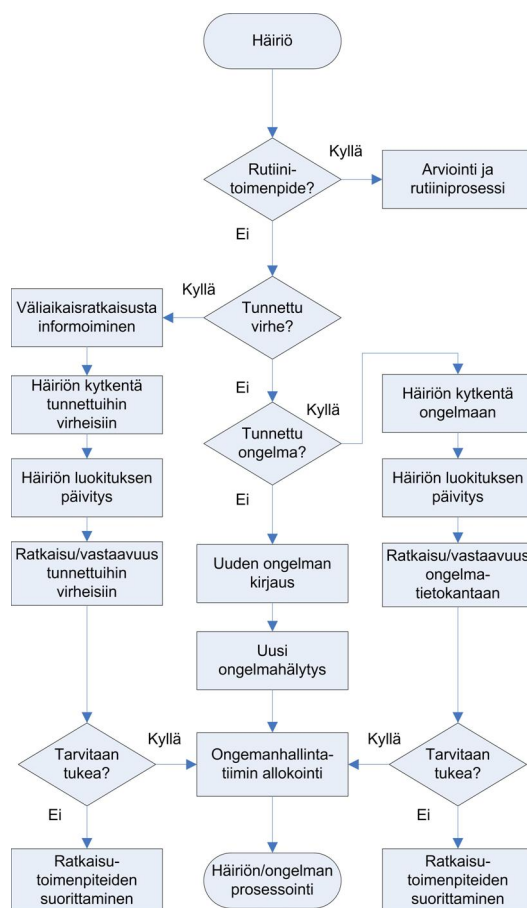 Häiriö
Kyllä
Rutiini-
toimenpide?
Arviointi ja
rutiiniprosessi
Ei
Väliaikaisratkaisusta
informoiminen
Kyllä
Tunnettu
virhe?
Häiriön kytkentä
tunnettuihin
virheisiin
Ei
Kyllä
Tunnettu
ongelma?
Häiriön kytkentä
ongelmaan
Häiriön luokituksen
päivitys
Ei
Häiriön luokituksen
päivitys
Ratkaisu/vastaavuus
tunnettuihin
virheisiin
Uuden ongelman
kirjaus
Ratkaisu/vastaavuus
ongelma-
tietokantaan
Uusi
ongelmahälytys
Tarvitaan
tukea?
Kyllä
Ongemanhallinta-
tiimin allokointi
Kyllä
Tarvitaan
tukea?
Ei
Ei
Ratkaisu-
toimenpiteiden
suorittaminen
Häiriön/ongelman
prosessointi
Ratkaisu-
toimenpiteiden
suorittaminen